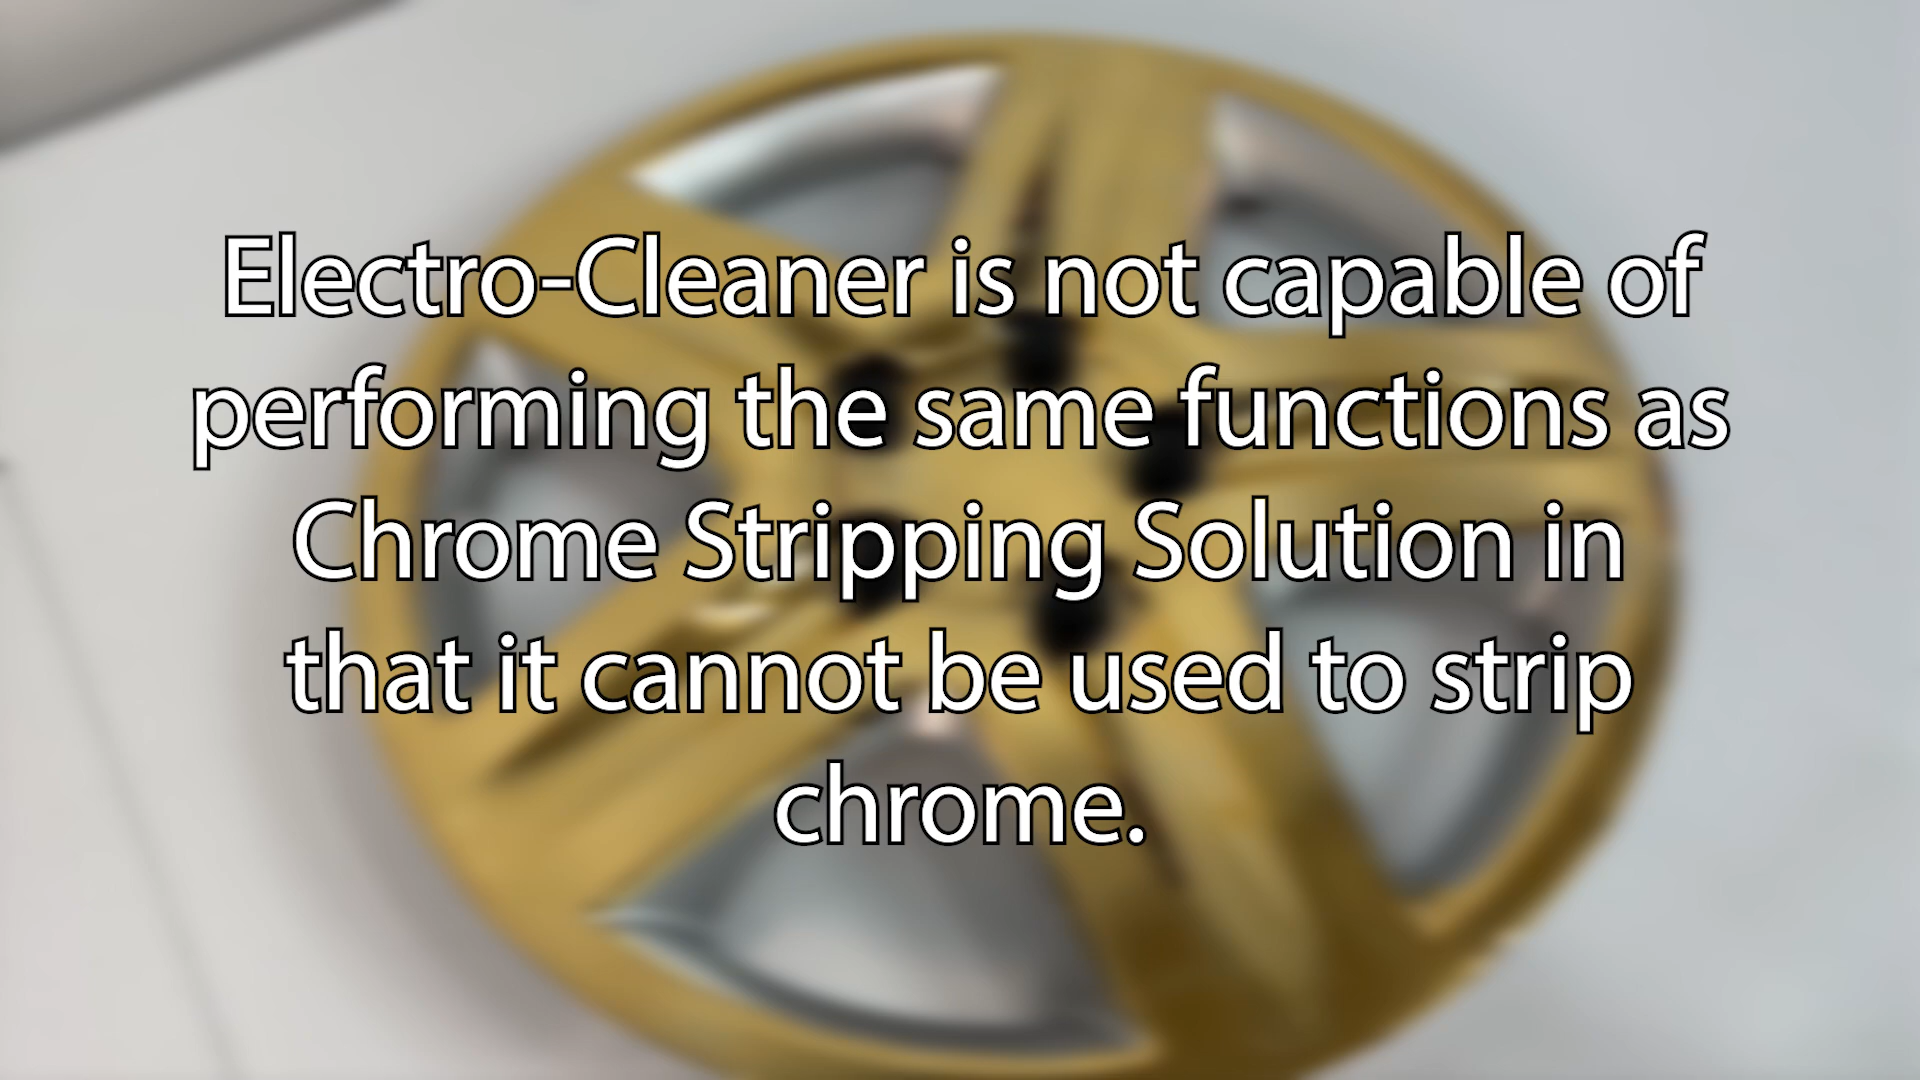 Electro-Cleaner is not capable of
performing the same functions as
Chrome Stripping Solution in
that it cannot be used to strip
chrome.